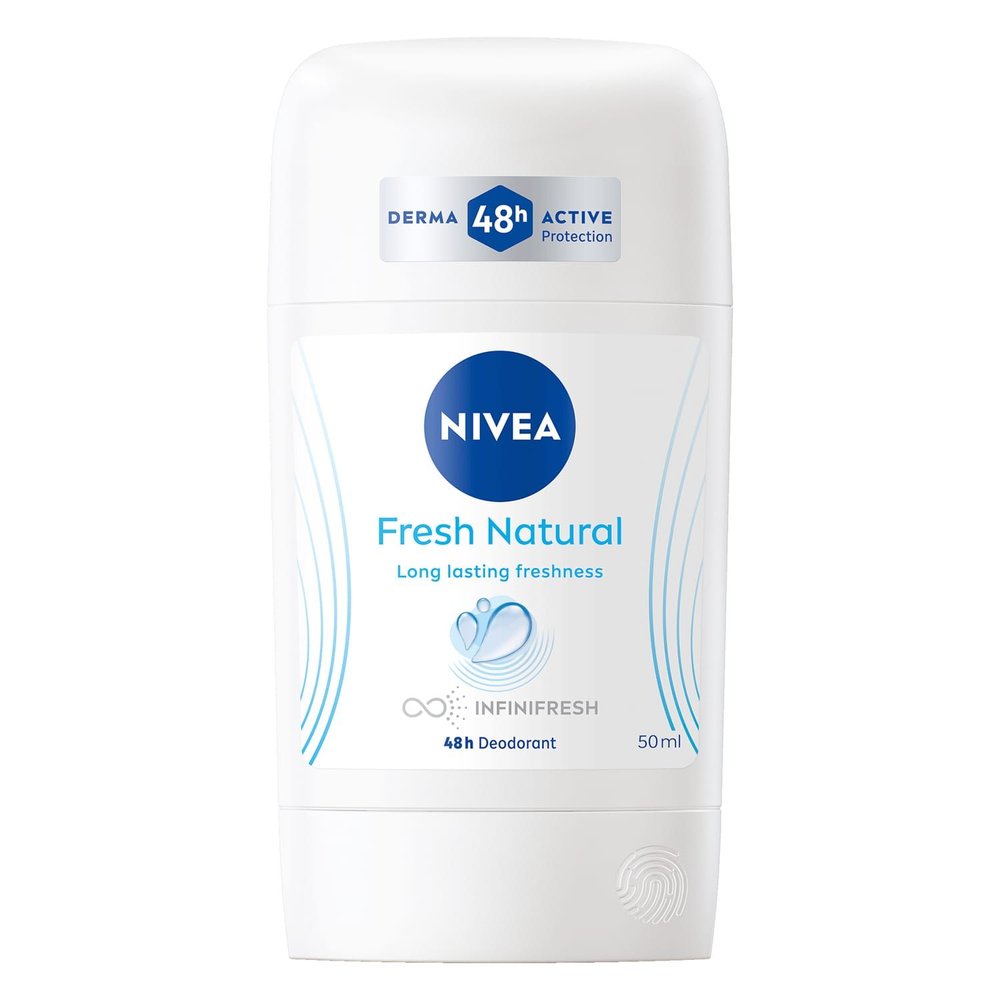 DERMA 48h ACTIVE
Protection
NIVEA
Fresh Natural
Long lasting freshness
INFINIFRESH
48h Deodorant
50ml